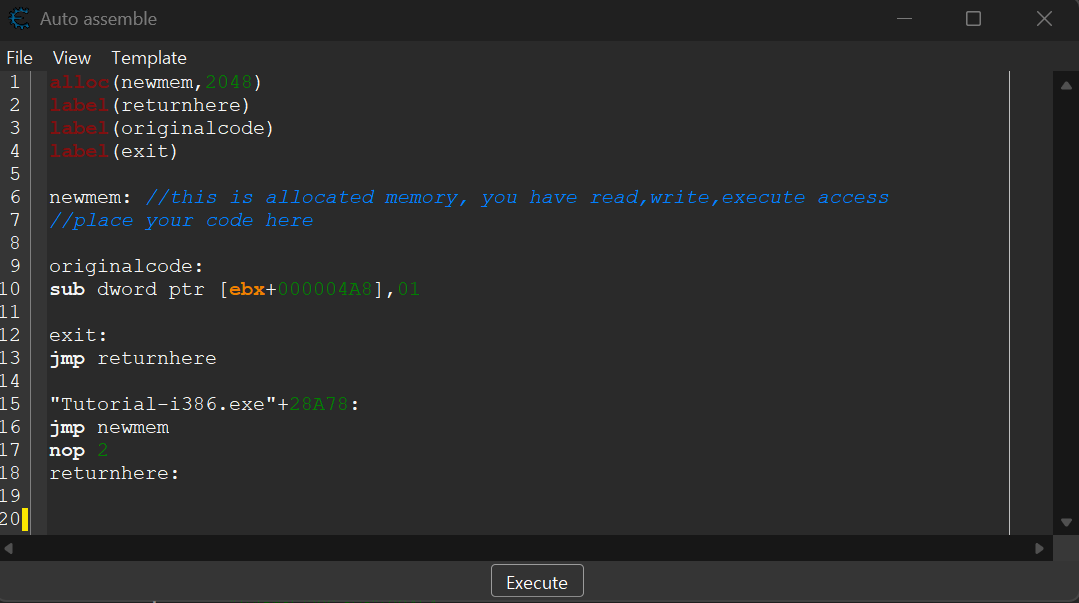 Auto assemble
File View Template
1 alloc(newmem,2048)
2 label(returnhere)
3 label(originalcode)
4 label(exit)
5
6 newmem: //this is allocated memory, you have read,write,execute access
7 //place your code here
8
9 originalcode:
10 sub dword ptr [ebx+000004A8],01
11
12 exit:
13 jmp returnhere
14
15 "Tutorial-i386.exe"+28A78:
16 jmp newmem
17 nop 2
18 returnhere:
19
20
Execute